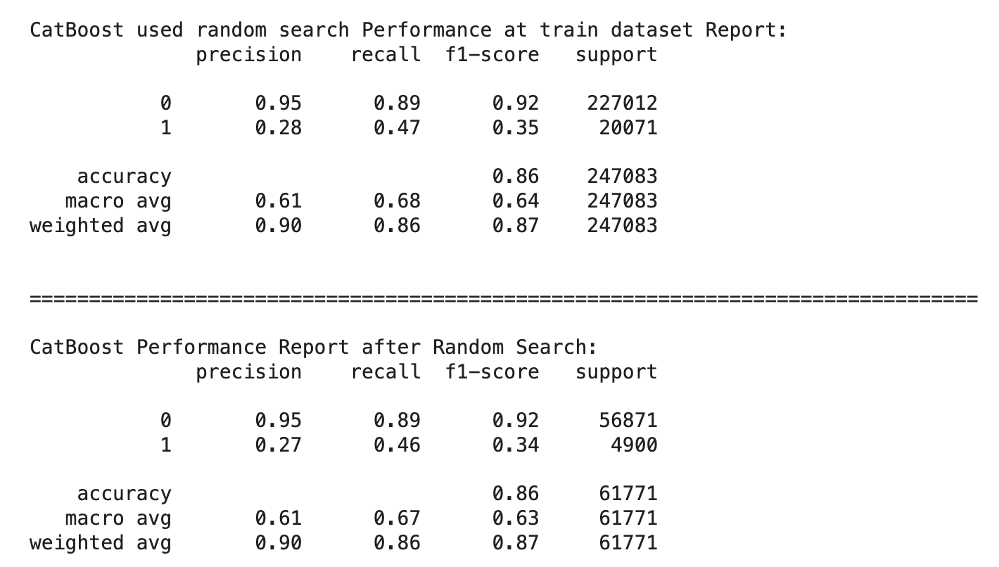 CatBoost used random search Performance at train dataset Report:
              precision    recall  f1-score   support

           0       0.95      0.89      0.92    227012
           1       0.28      0.47      0.35     20071

    accuracy                           0.86    247083
   macro avg       0.61      0.68      0.64    247083
weighted avg       0.90      0.86      0.87    247083

================================================================================

CatBoost Performance Report after Random Search:
              precision    recall  f1-score   support

           0       0.95      0.89      0.92     56871
           1       0.27      0.46      0.34      4900

    accuracy                           0.86     61771
   macro avg       0.61      0.67      0.63     61771
weighted avg       0.90      0.86      0.87     61771